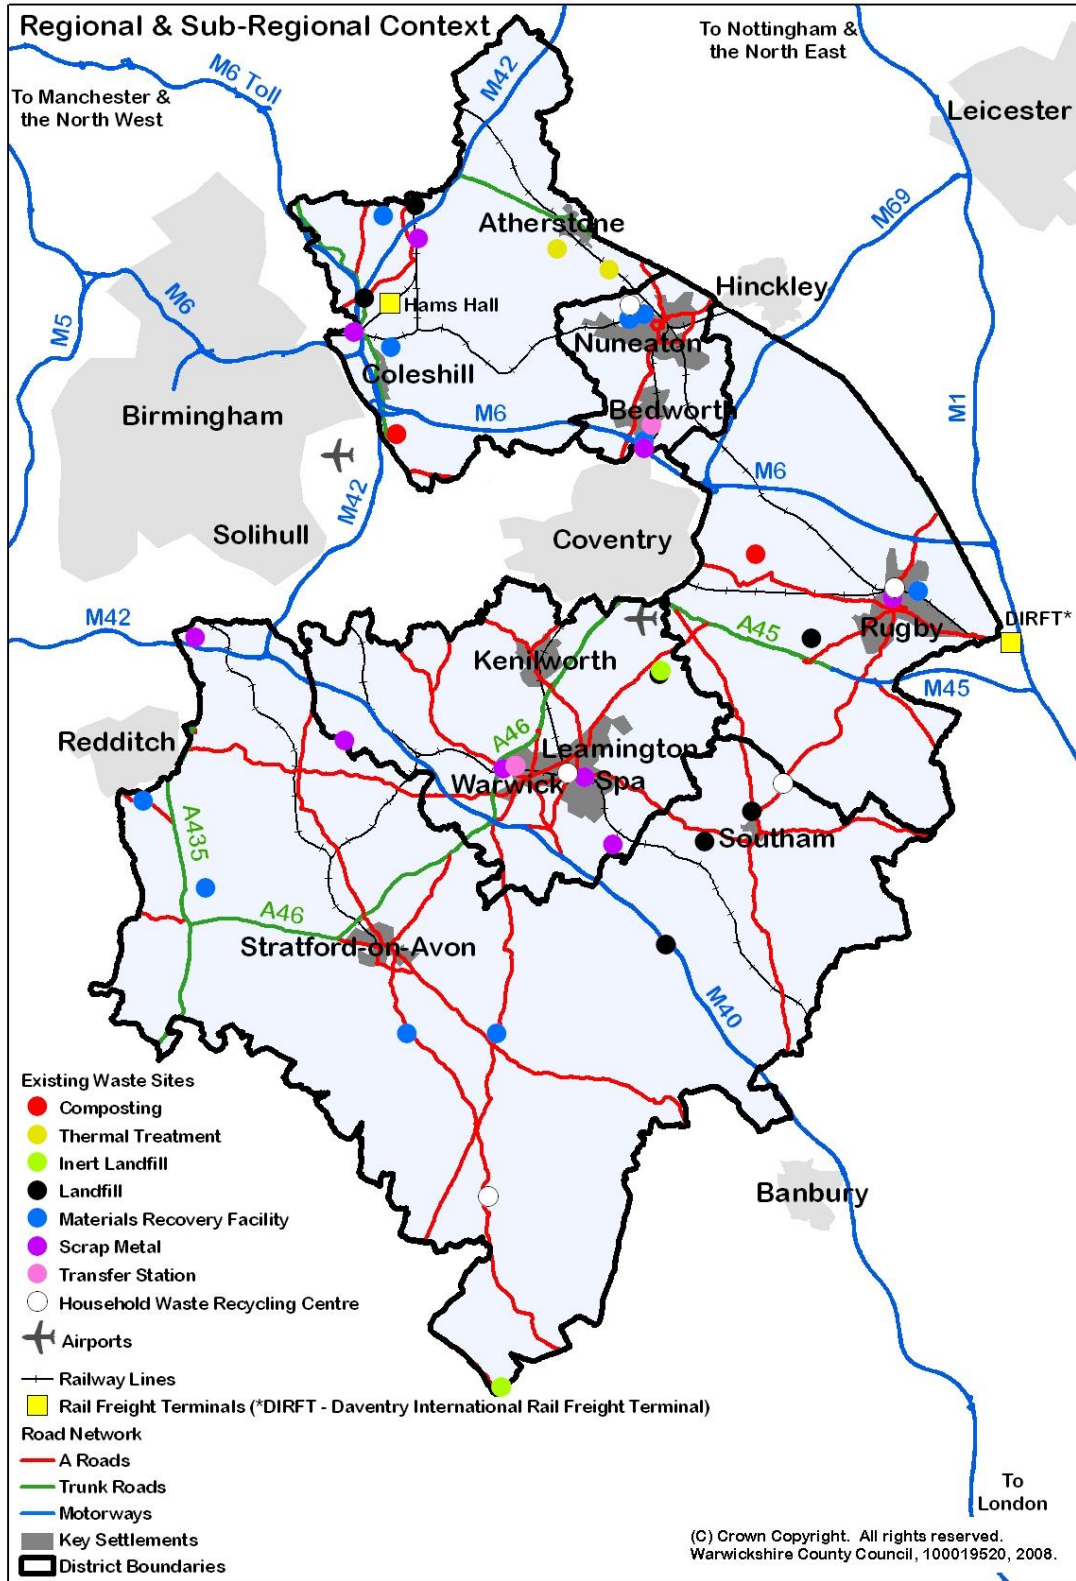 Regional & Sub-Regional Context
To Nottingham &
the North East
M6 Toll
M42
To Manchester &
the North West
Leicester
M69
Atherstone
Hinckley
Hams Hall
M6
M5
Nuneaton
Coleshill
M1
Birmingham
M6
Bedworth
M42
M6
Solihull
Coventry
M42
DIRFT*
A45
Rugby
Kenilworth
M45
Redditch
A46
Leamington
Warwick
Spa
A435
Southam
A46
Stratford-on-Avon
M40
Existing Waste Sites
Composting
Thermal Treatment
Inert Landfill
Landfill
Banbury
Materials Recovery Facility
Scrap Metal
Transfer Station
Household Waste Recycling Centre
Airports
Railway Lines
Rail Freight Terminals (*DIRFT - Daventry International Rail Freight Terminal)
Road Network
A Roads
Trunk Roads
Motorways
Key Settlements
District Boundaries
To
London
(C) Crown Copyright. All rights reserved.
Warwickshire County Council, 100019520, 2008.